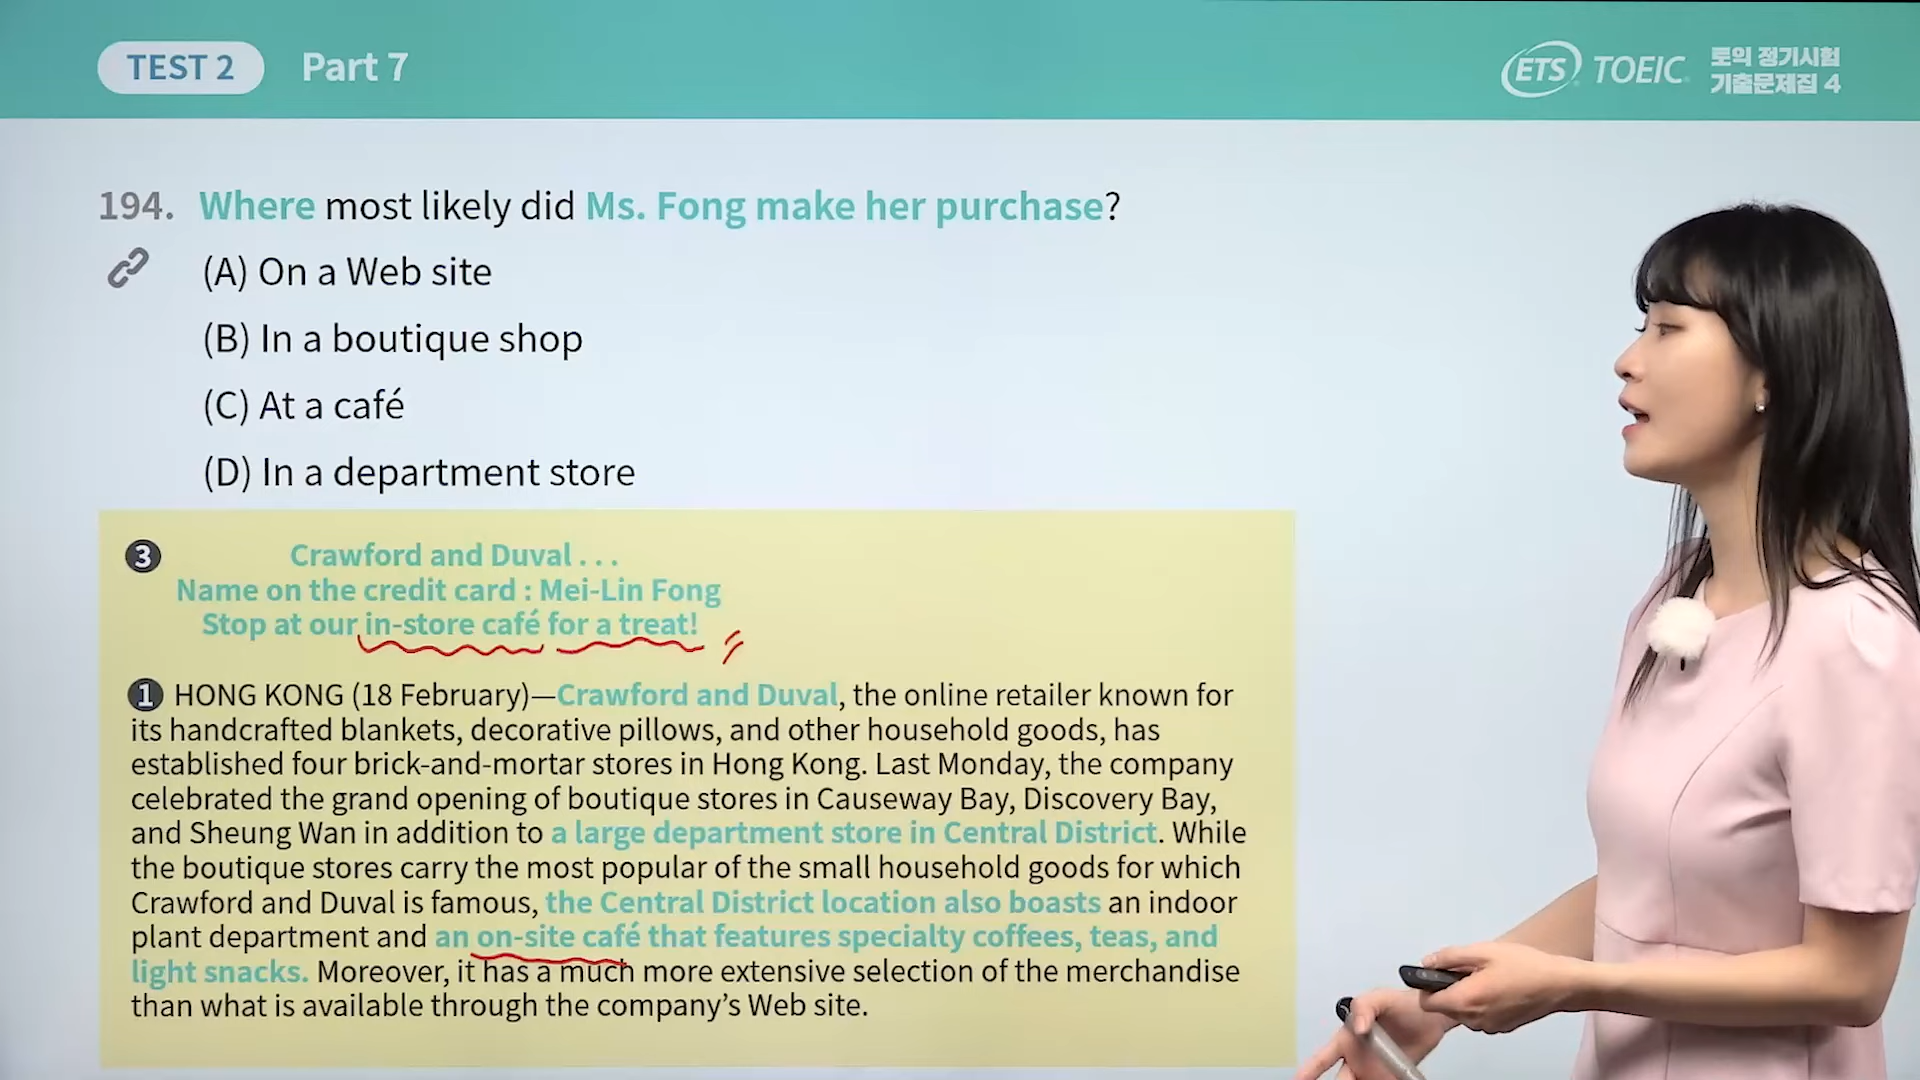 TEST 2
Part 7
ETS TOEIC
토익 정기시험
기출문제집 4
194. Where most likely did Ms. Fong make her purchase?
(A) On a Web site
(B) In a boutique shop
(C) At a café
(D) In a department store
3 Crawford and Duval . . .
Name on the credit card : Mei-Lin Fong
Stop at our in-store café for a treat!
1 HONG KONG (18 February)—Crawford and Duval, the online retailer known for
its handcrafted blankets, decorative pillows, and other household goods, has
established four brick-and-mortar stores in Hong Kong. Last Monday, the company
celebrated the grand opening of boutique stores in Causeway Bay, Discovery Bay,
and Sheung Wan in addition to a large department store in Central District. While
the boutique stores carry the most popular of the small household goods for which
Crawford and Duval is famous, the Central District location also boasts an indoor
plant department and an on-site café that features specialty coffees, teas, and
light snacks. Moreover, it has a much more extensive selection of the merchandise
than what is available through the company’s Web site.